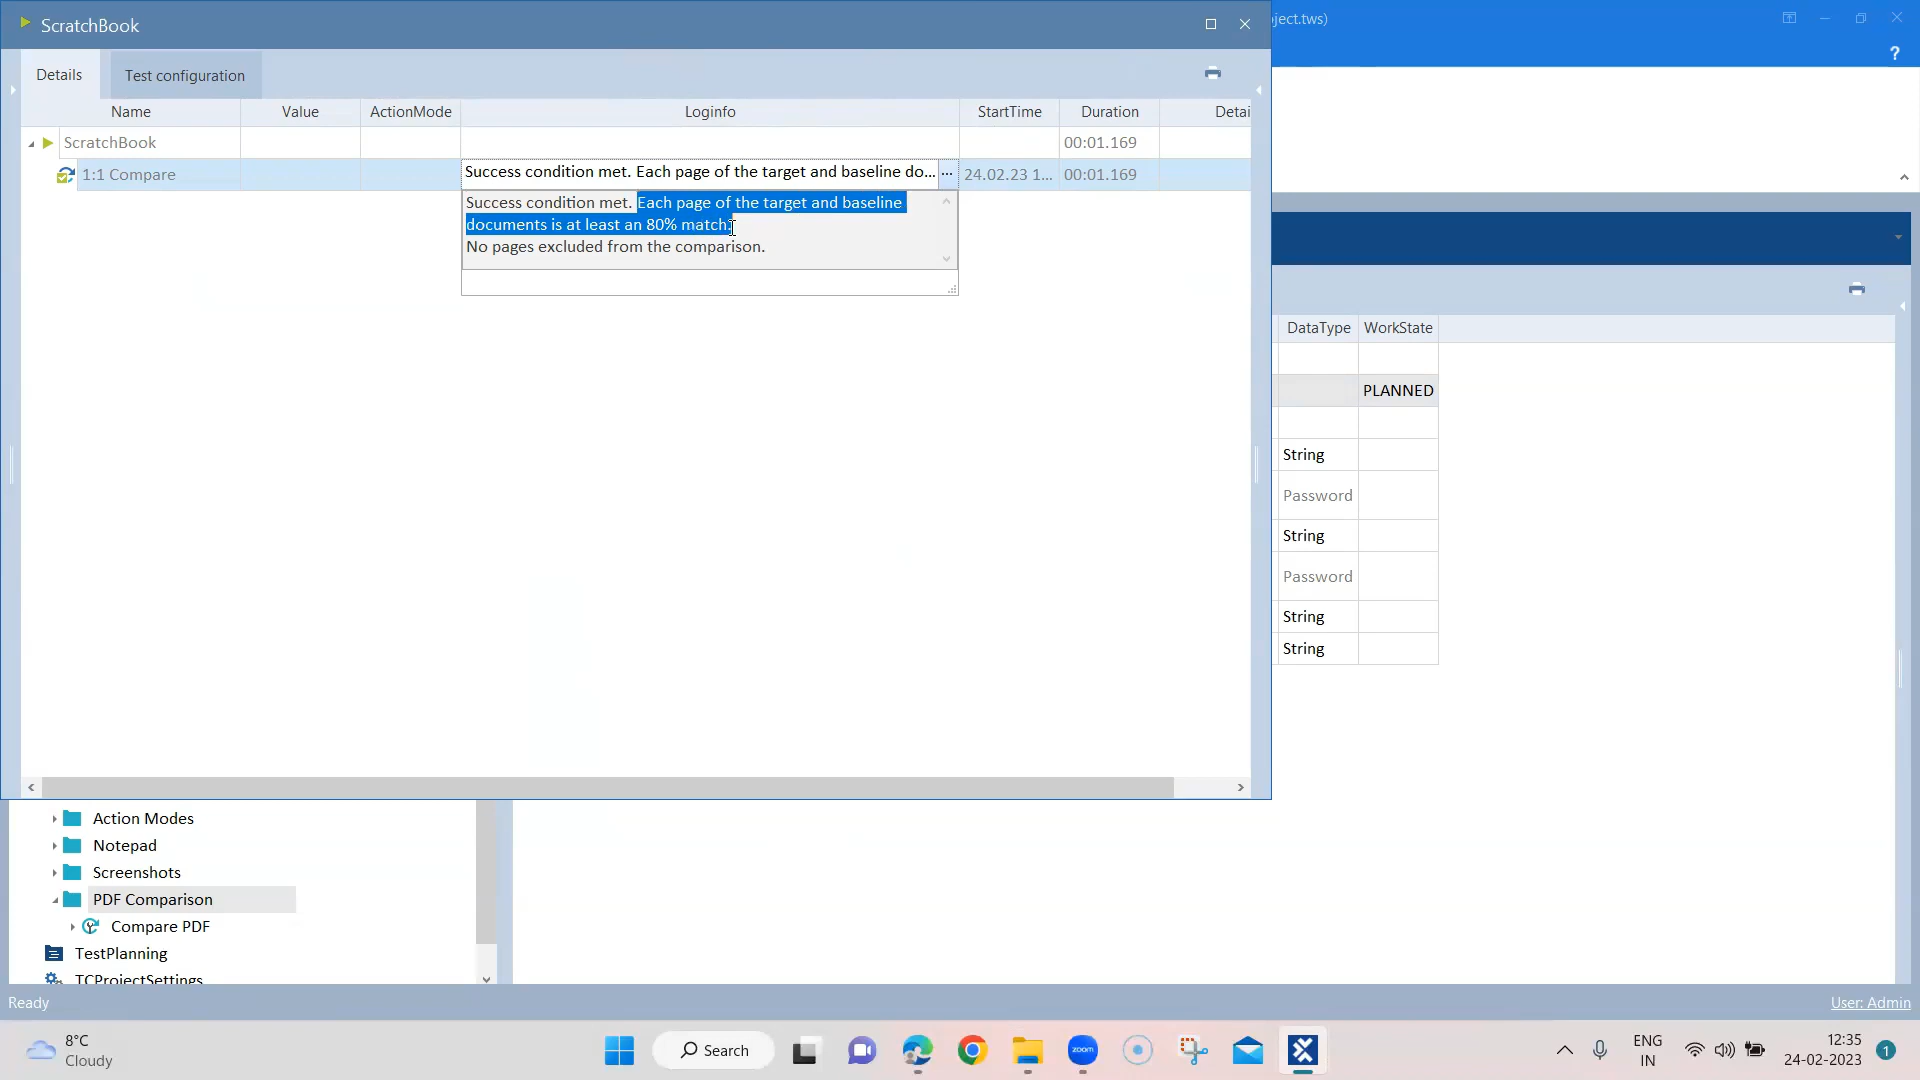 ScratchBook
ject.tws)
?
Details
Test configuration
Name
Value
ActionMode
Loginfo
StartTime
Duration
Detai
ScratchBook
00:01.169
1:1 Compare
Success condition met. Each page of the target and baseline do...
...
24.02.23 1...
00:01.169
Success condition met. Each page of the target and baseline
documents is at least an 80% match.
No pages excluded from the comparison.
DataType
WorkState
PLANNED
String
Password
String
Password
String
String
Action Modes
Notepad
Screenshots
PDF Comparison
Compare PDF
TestPlanning
TCProjectSettings
Ready
User: Admin
8°C
Cloudy
Search
zoom
ENG
IN
12:35
24-02-2023
1